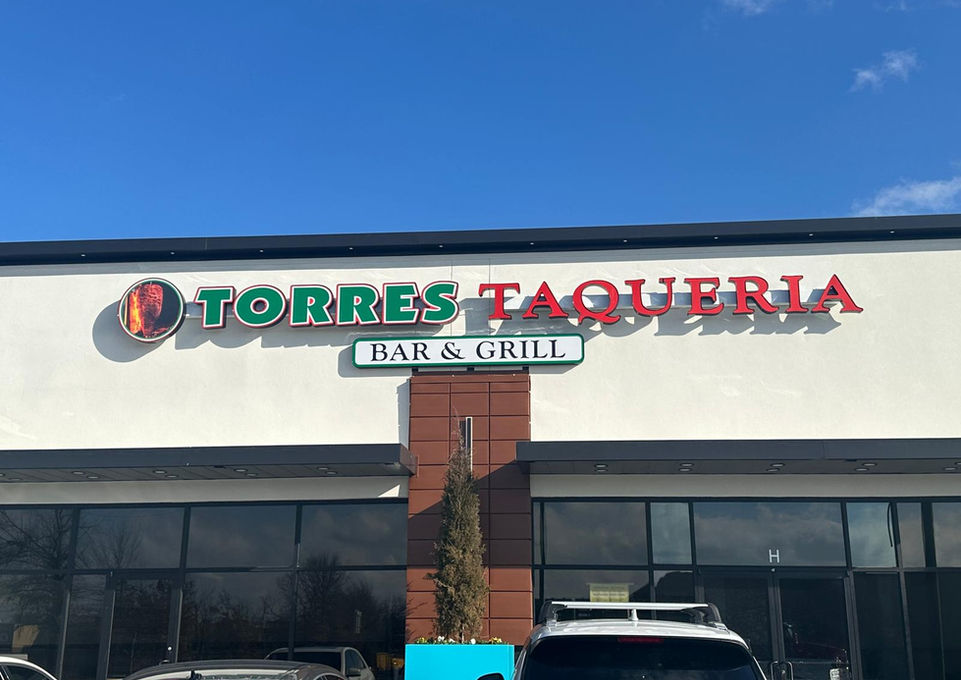 TORRES TAQUERIA
BAR & GRILL
H